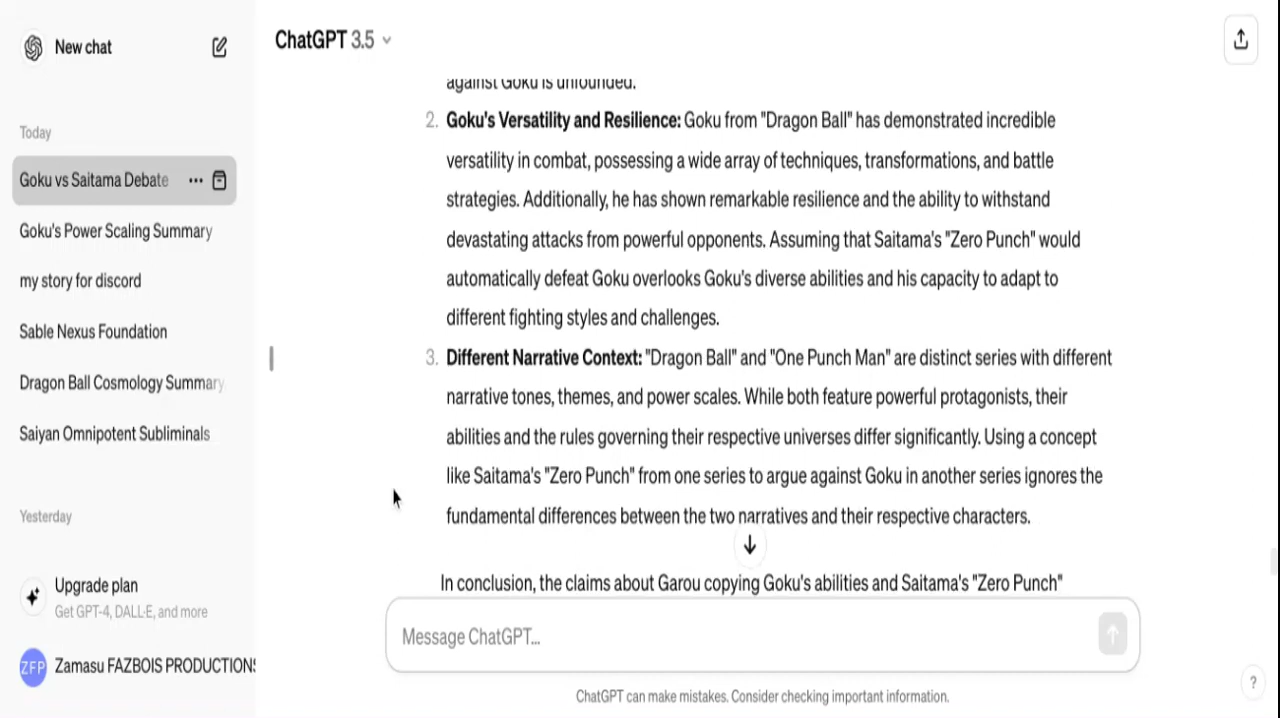 New chat
ChatGPT 3.5
Today
Goku vs Saitama Debate
Goku's Power Scaling Summary
my story for discord
Sable Nexus Foundation
Dragon Ball Cosmology Summary
Saiyan Omnipotent Subliminals
Yesterday
Upgrade plan
Get GPT-4, DALL·E, and more
ZFP
Zamasu FAZBOIS PRODUCTIONS
against Goku is unfounded.
2. Goku's Versatility and Resilience: Goku from "Dragon Ball" has demonstrated incredible
versatility in combat, possessing a wide array of techniques, transformations, and battle
strategies. Additionally, he has shown remarkable resilience and the ability to withstand
devastating attacks from powerful opponents. Assuming that Saitama's "Zero Punch" would
automatically defeat Goku overlooks Goku's diverse abilities and his capacity to adapt to
different fighting styles and challenges.
3. Different Narrative Context: "Dragon Ball" and "One Punch Man" are distinct series with different
narrative tones, themes, and power scales. While both feature powerful protagonists, their
abilities and the rules governing their respective universes differ significantly. Using a concept
like Saitama's "Zero Punch" from one series to argue against Goku in another series ignores the
fundamental differences between the two narratives and their respective characters.
In conclusion, the claims about Garou copying Goku's abilities and Saitama's "Zero Punch"
Message ChatGPT...
ChatGPT can make mistakes. Consider checking important information.
?